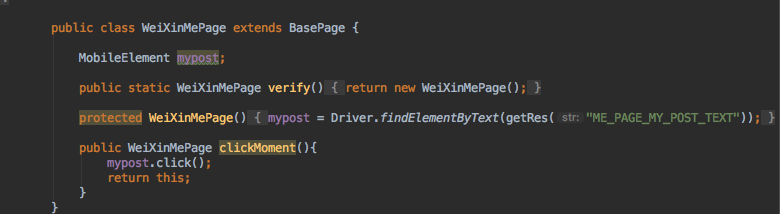 public class WeiXinMePage extends BasePage {
MobileElement mypost;
public static WeiXinMePage verify() { return new WeiXinMePage(); }
protected WeiXinMePage() { mypost = Driver.findElementByText(getRes( str: "ME_PAGE_MY_POST_TEXT")); }
public WeiXinMePage clickMoment(){
mypost.click();
return this;
}
}